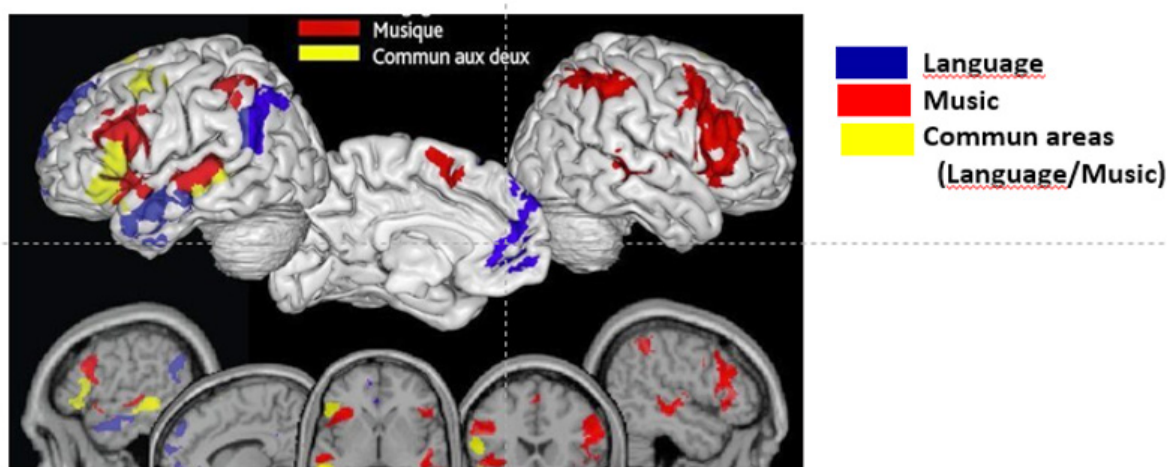 Musique
Commun aux deux
Language
Music
Commun areas
(Language/Music)